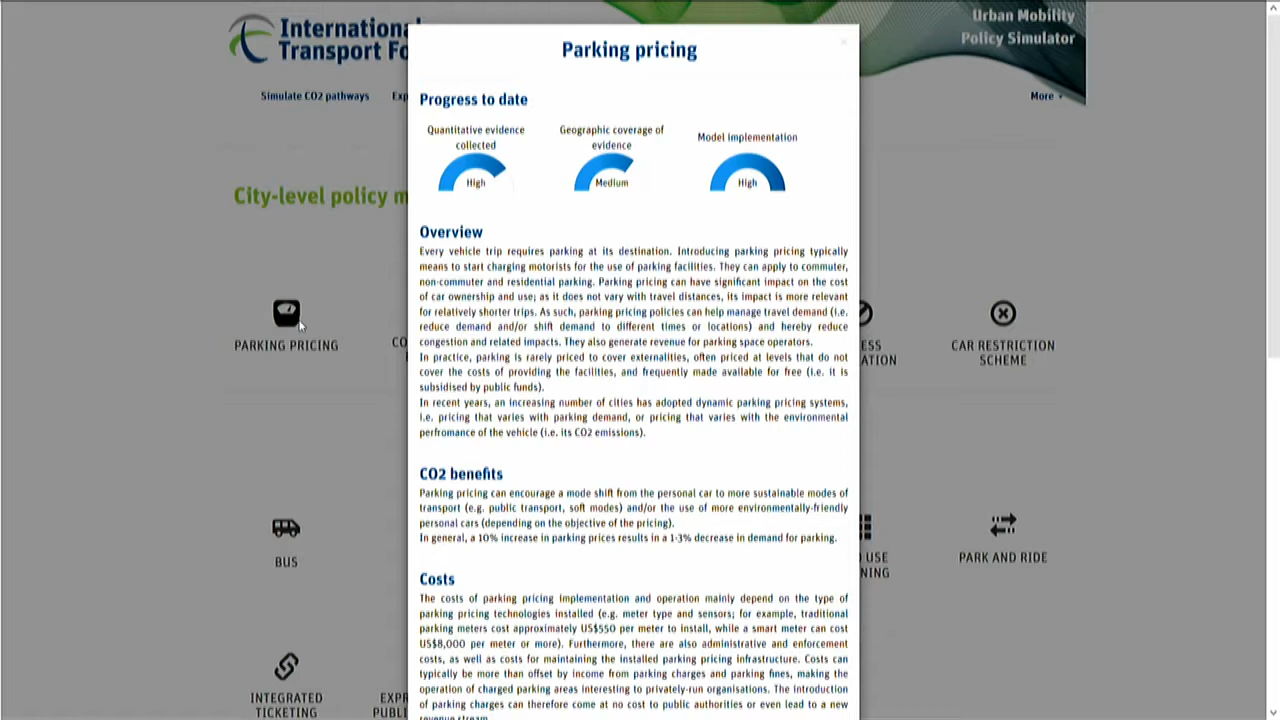 International
Transport Fo
Urban Mobility
Policy Simulator
Simulate CO2 pathways
Exp
More
Parking pricing
Progress to date
Quantitative evidence
collected
High
Geographic coverage of
evidence
Medium
Model implementation
High
City-level policy m
Overview
Every vehicle trip requires parking at its destination. Introducing parking pricing typically
means to start charging motorists for the use of parking facilities. They can apply to commuter,
non-commuter and residential parking. Parking pricing can have significant impact on the cost
of car ownership and use; as it does not vary with travel distances, its impact is more relevant
for relatively shorter trips. As such, parking pricing policies can help manage travel demand (i.e.
reduce demand and/or shift demand to different times or locations) and hereby reduce
congestion and related impacts. They also generate revenue for parking space operators.
In practice, parking is rarely priced to cover externalities, often priced at levels that do not
cover the costs of providing the facilities, and frequently made available for free (i.e. it is
subsidised by public funds).
In recent years, an increasing number of cities has adopted dynamic parking pricing systems,
i.e. pricing that varies with parking demand, or pricing that varies with the environmental
perfromance of the vehicle (i.e. its CO2 emissions).
CO2 benefits
Parking pricing can encourage a mode shift from the personal car to more sustainable modes of
transport (e.g. public transport, soft modes) and/or the use of more environmentally-friendly
personal cars (depending on the objective of the pricing).
In general, a 10% increase in parking prices results in a 1-3% decrease in demand for parking.
Costs
The costs of parking pricing implementation and operation mainly depend on the type of
parking pricing technologies installed (e.g. meter type and sensors; for example, traditional
parking meters cost approximately US$550 per meter to install, while a smart meter can cost
US$8,000 per meter or more). Furthermore, there are also administrative and enforcement
costs, as well as costs for maintaining the installed parking pricing infrastructure. Costs can
typically be more than offset by income from parking charges and parking fines, making the
operation of charged parking areas interesting to privately-run organisations. The introduction
of parking charges can therefore come at no cost to public authorities or even lead to a new
revenue stream.
PARKING PRICING
CO
ESS
ATION
CAR RESTRICTION
SCHEME
BUS
USE
NING
PARK AND RIDE
INTEGRATED
TICKETING
EXPR
PUBLI